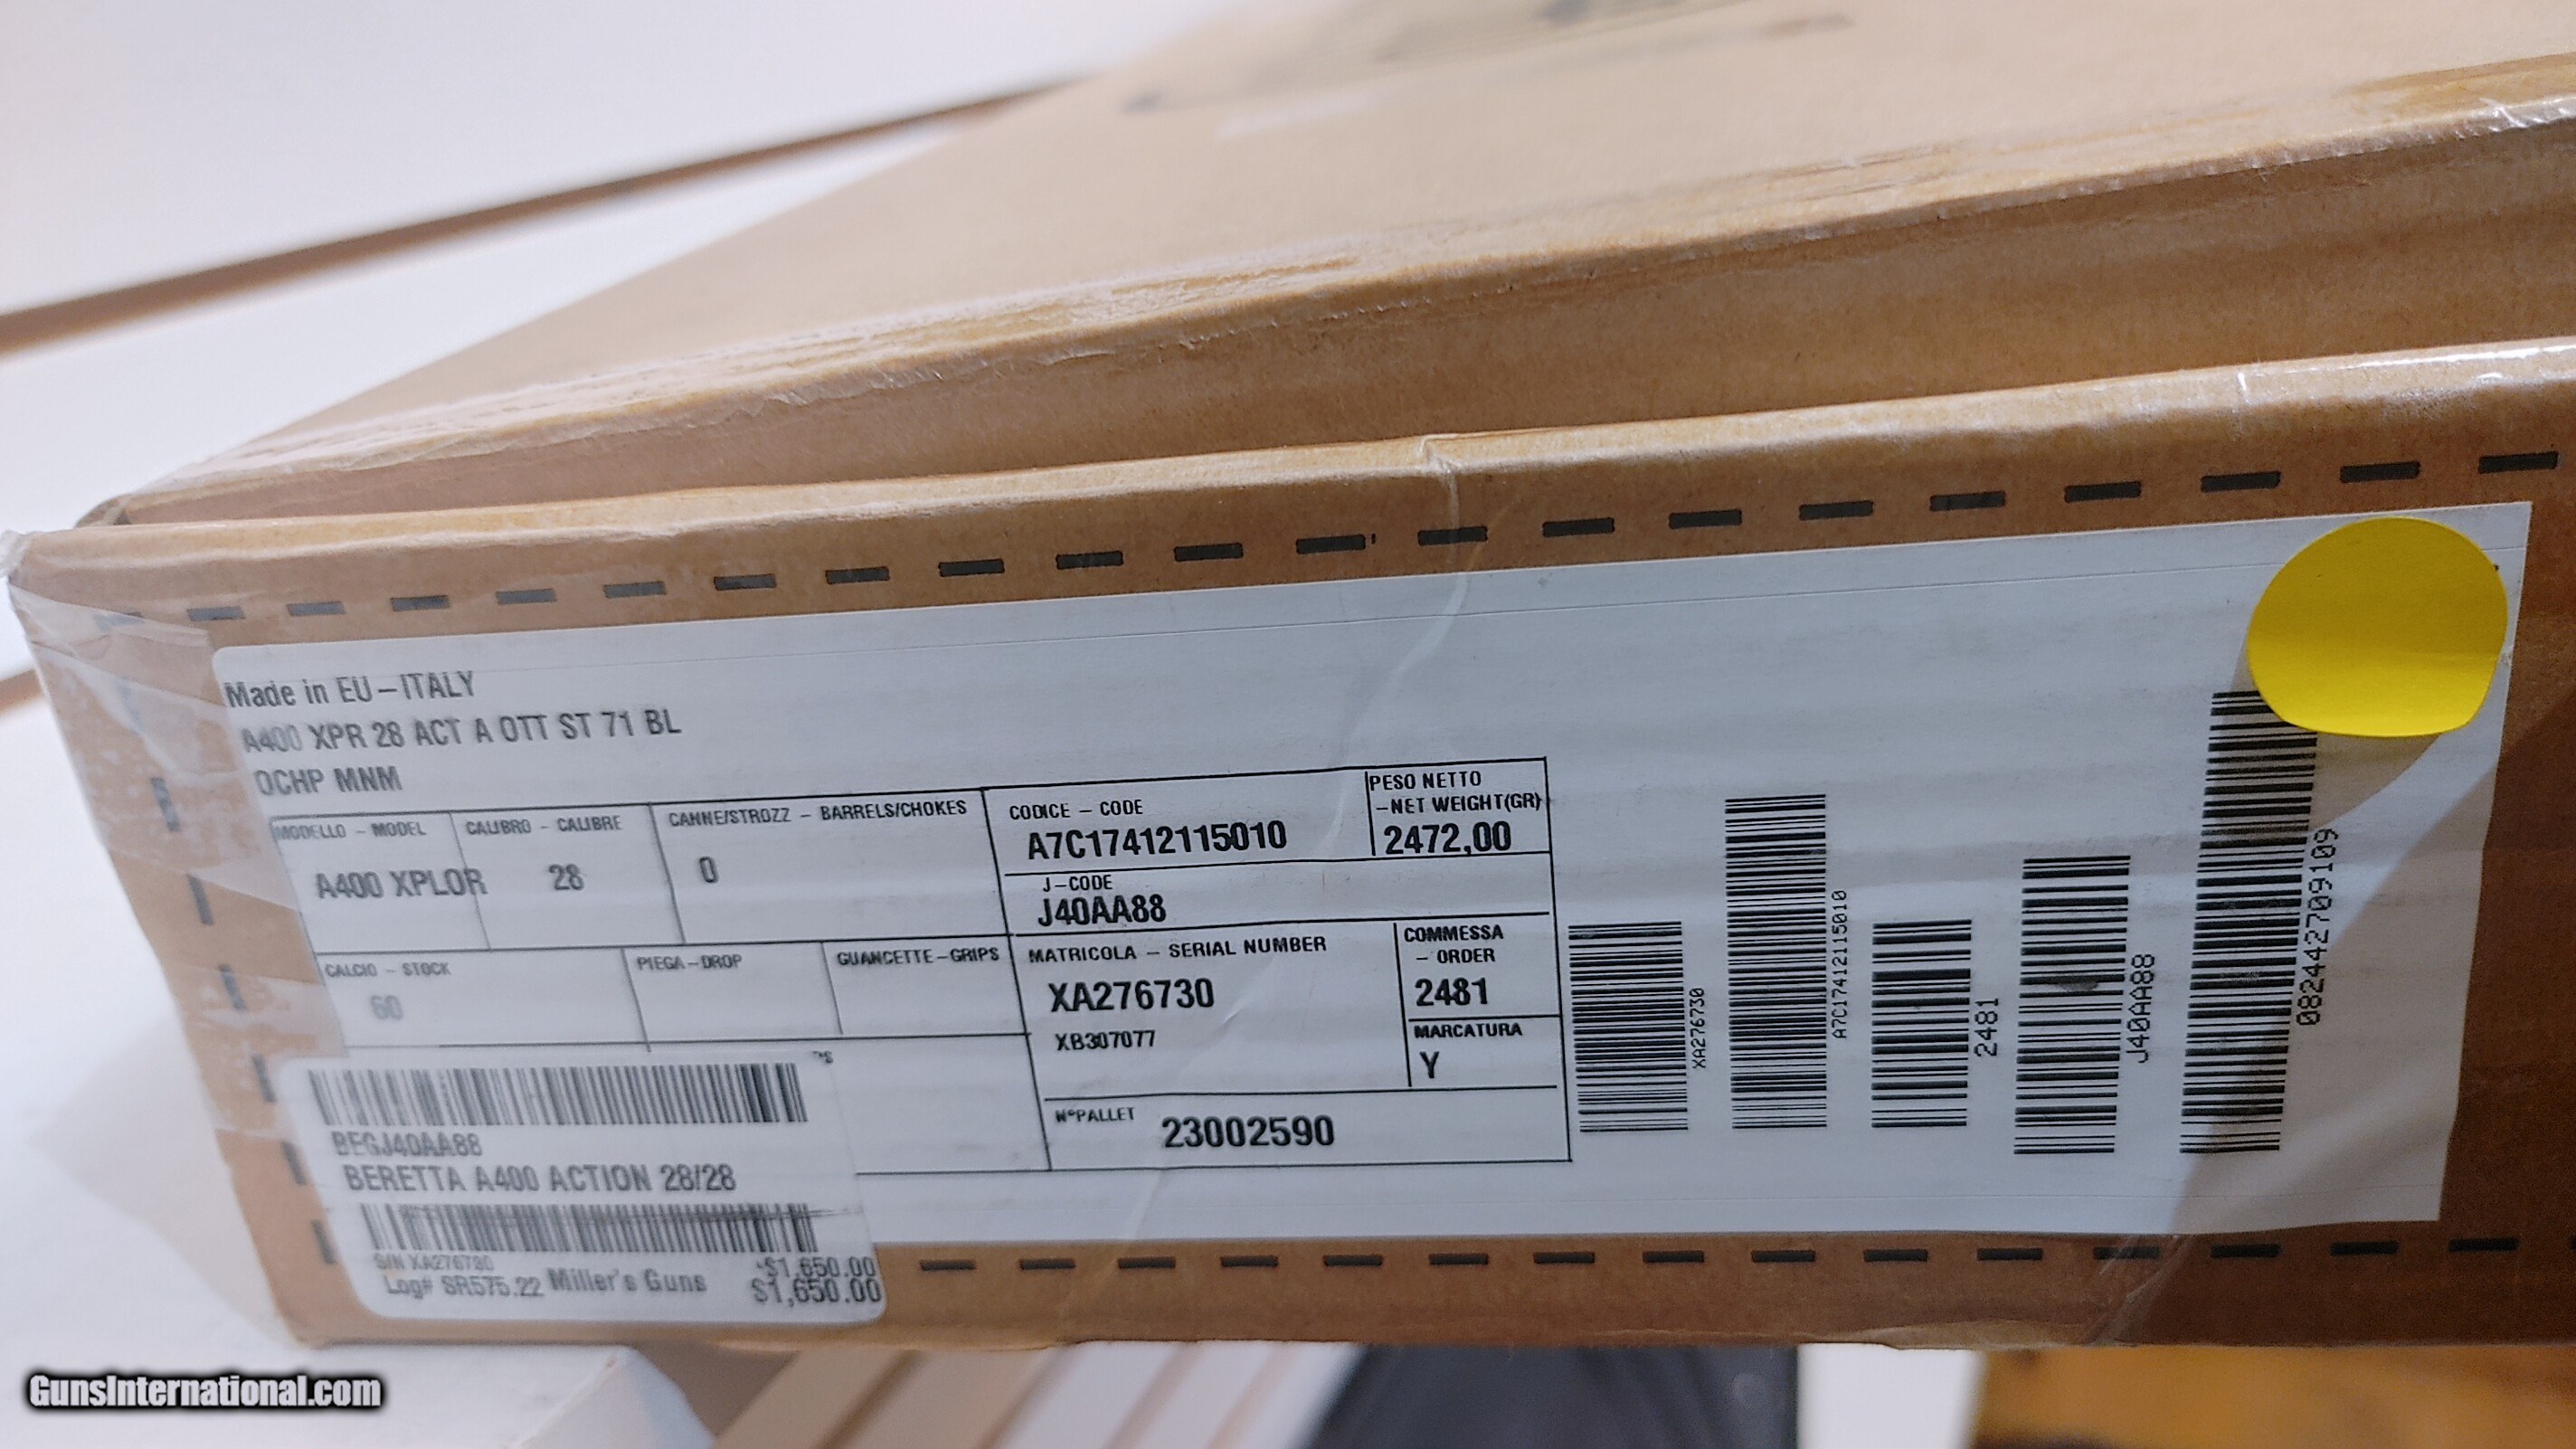 Made in EU-ITALY
A400 XPR 28 ACT A OTT ST 71 BL
OCHP MNM
MODELLO - MODEL
A400 XPLOR
CALIBRO - CALIBRE
28
CANNE/STROZZ - BARRELS/CHOKES
0
CODICE - CODE
A7C17412115010
PESO NETTO
-NET WEIGHT(GR)
2472,00
J-CODE
J40AA88
CALCIO - STOCK
60
PIEGA-DROP
GUANCETTE-GRIPS
MATRICOLA - SERIAL NUMBER
XA276730
XB307077
COMMESSA
- ORDER
2481
MARCATURA
Y
N°PALLET 23002590
XA276730
A7C17412115010
2481
J40AA88
082442709109
BEGJ40AA88
BERETTA A400 ACTION 28/28
S/N XA276730
$1,650.00
Log# SR575.22 Miller's Guns $1,650.00
GunsInternational.com